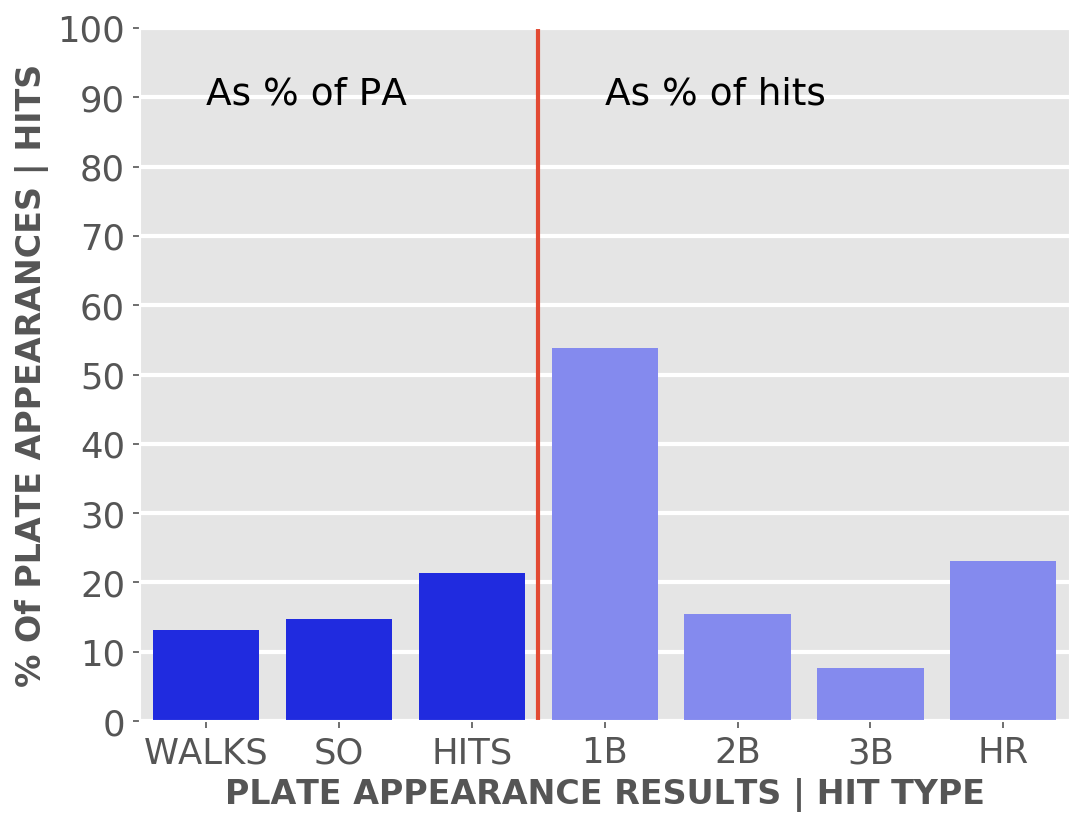 % Of PLATE APPEARANCES | HITS
100
90
80
70
60
50
40
30
20
10
0
As % of PA
As % of hits
WALKS SO HITS 1B 2B 3B HR
PLATE APPEARANCE RESULTS | HIT TYPE